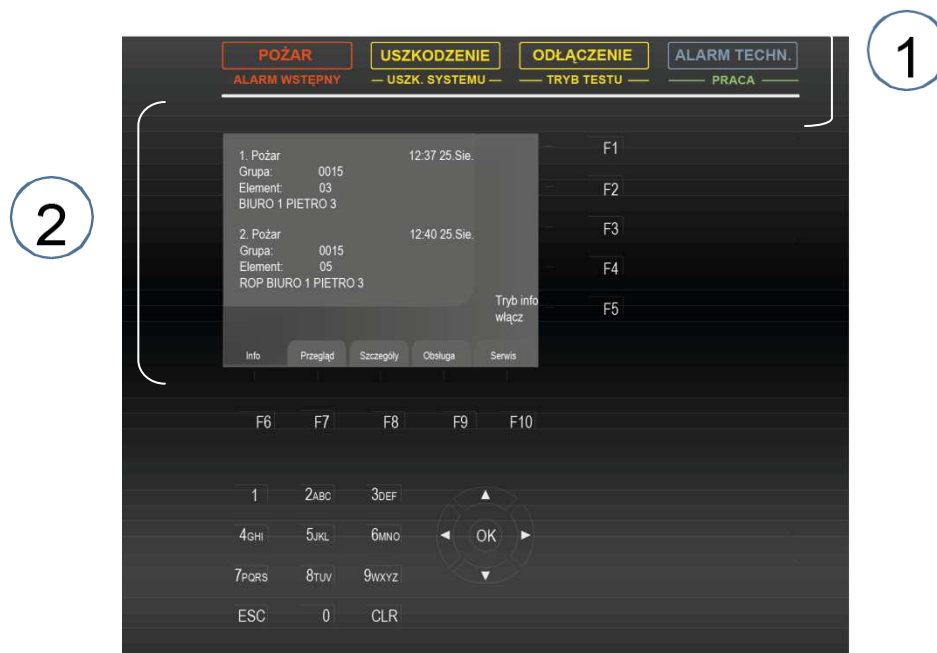 POŻAR USZKODZENIE ODŁĄCZENIE ALARM TECHN.
ALARM WSTĘPNY USZK. SYSTEMU TRYB TESTU PRACA
1
2
1. Pożar 12:37 25.Sie.
Grupa: 0015
Element: 03
BIURO 1 PIETRO 3
2. Pożar 12:40 25.Sie.
Grupa: 0015
Element: 05
ROP BIURO 1 PIETRO 3
Tryb info
włącz
Info Przegląd Szczegóły Obsługa Serwis
F1
F2
F3
F4
F5
F6 F7 F8 F9 F10
1 2ABC 3DEF
4GHI 5JKL 6MNO OK
7PQRS 8TUV 9WXYZ
ESC 0 CLR